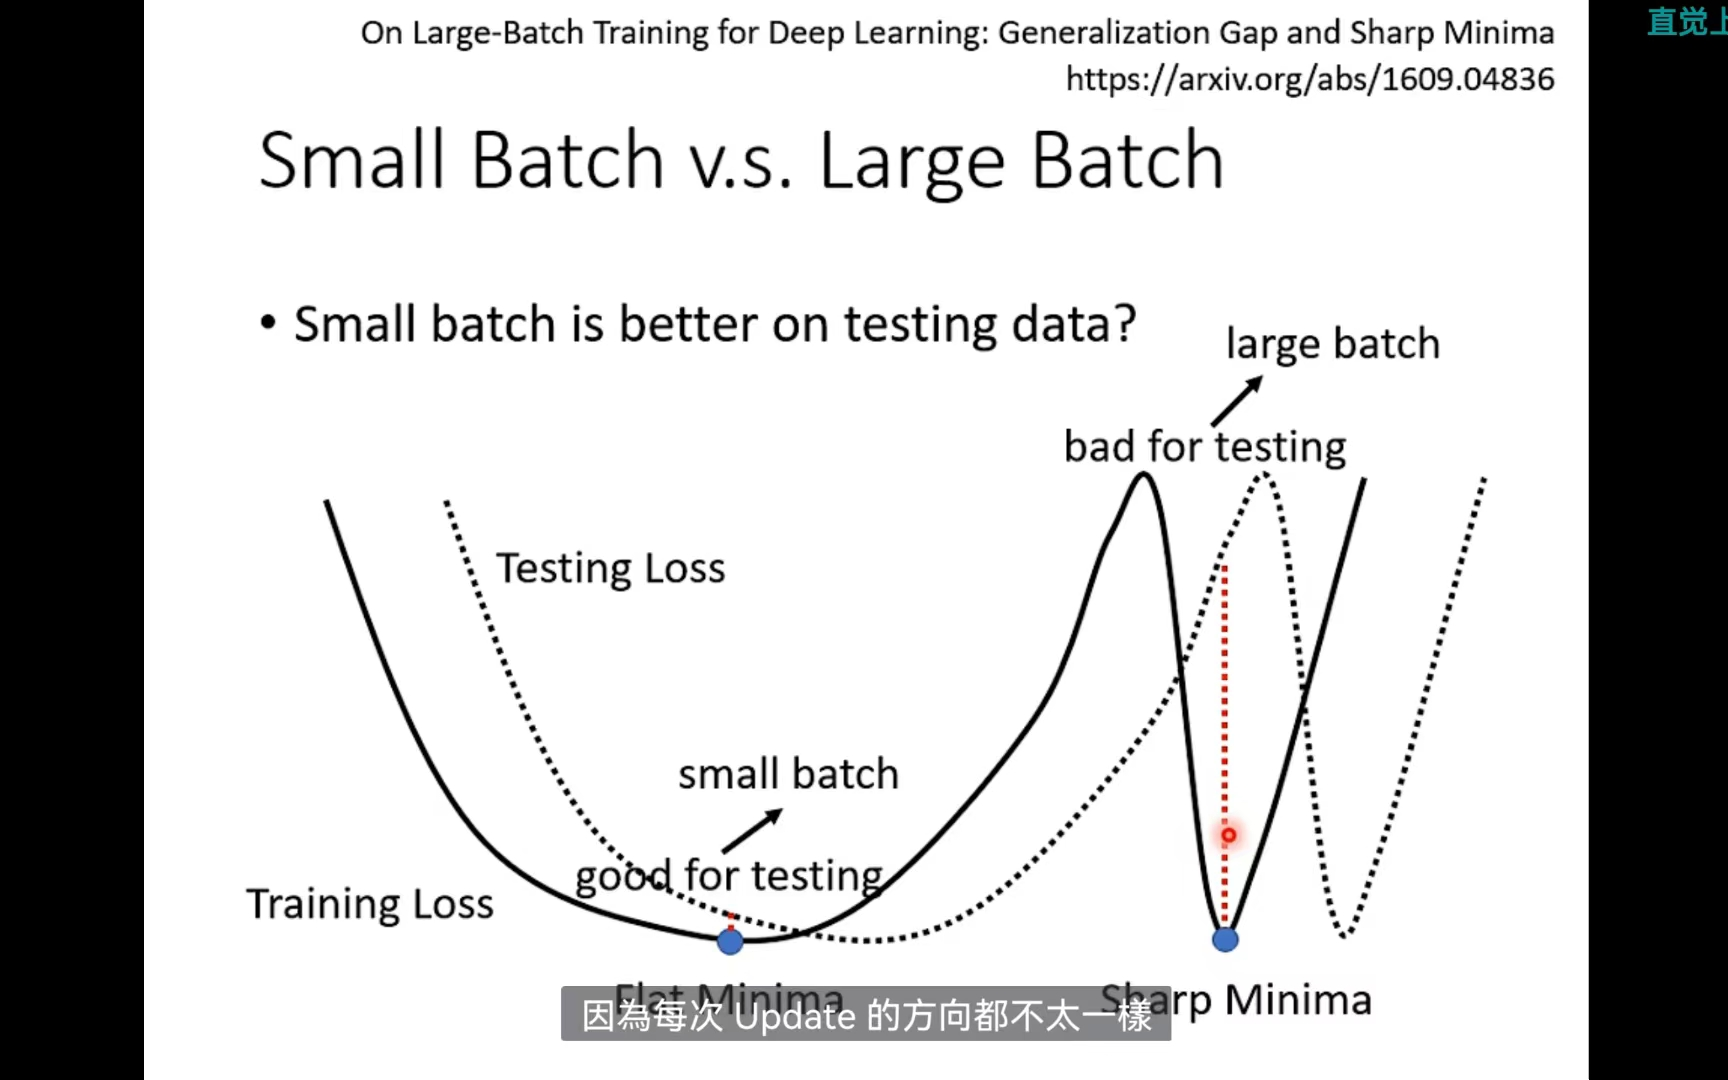 On Large-Batch Training for Deep Learning: Generalization Gap and Sharp Minima
https://arxiv.org/abs/1609.04836
直觉上
Small Batch v.s. Large Batch
• Small batch is better on testing data?
large batch
bad for testing
Testing Loss
small batch
good for testing
Training Loss
Flat Minima
Sharp Minima
因為每次 Update 的方向都不太一樣